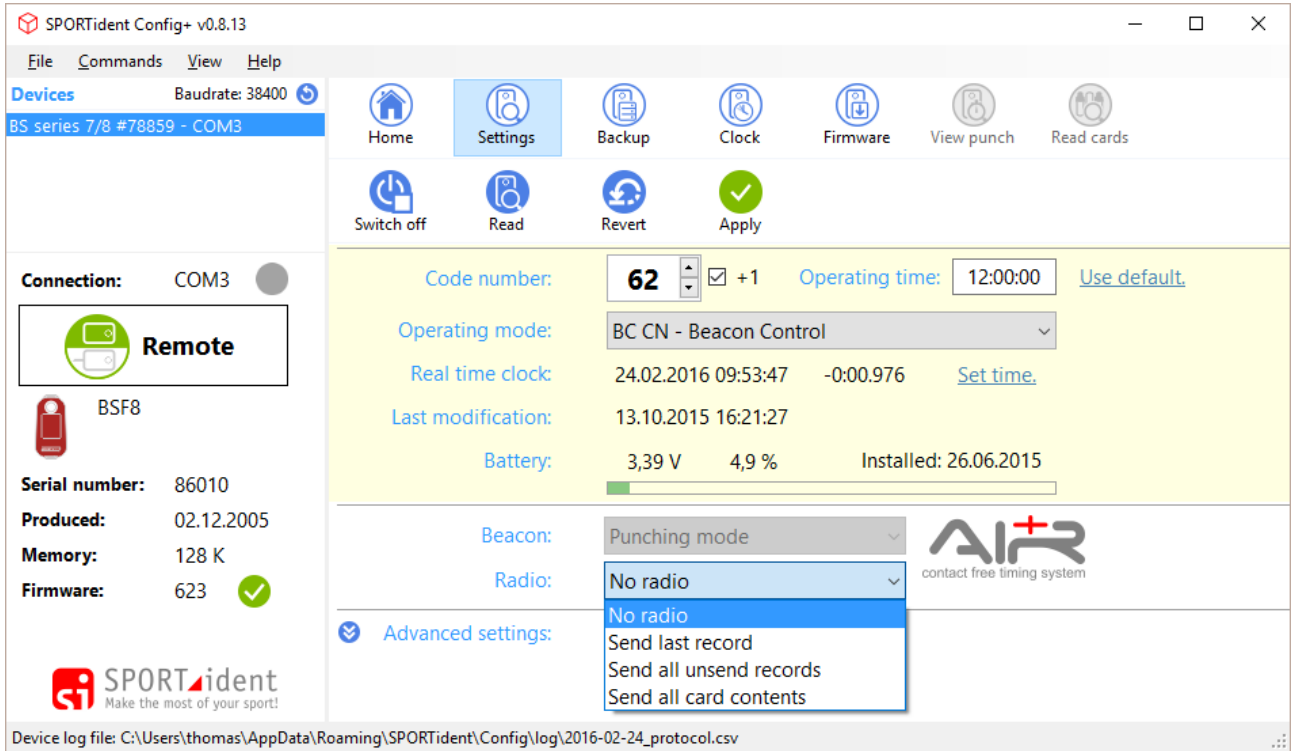 SPORTident Config+ v0.8.13
File Commands View Help
Devices Baudrate: 38400
BS series 7/8 #78859 - COM3
Home Settings Backup Clock Firmware View punch Read cards
Switch off Read Revert Apply
Connection: COM3
Remote
BSF8
Serial number: 86010
Produced: 02.12.2005
Memory: 128 K
Firmware: 623
SPORTident
Make the most of your sport!
Code number: 62 +1 Operating time: 12:00:00 Use default.
Operating mode: BC CN - Beacon Control
Real time clock: 24.02.2016 09:53:47 -0:00.976 Set time.
Last modification: 13.10.2015 16:21:27
Battery: 3,39 V 4,9 % Installed: 26.06.2015
Beacon: Punching mode
AIR+
contact free timing system
Radio: No radio
No radio
Send last record
Send all unsend records
Send all card contents
Advanced settings:
Device log file: C:\Users\thomas\AppData\Roaming\SPORTident\Config\log\2016-02-24_protocol.csv